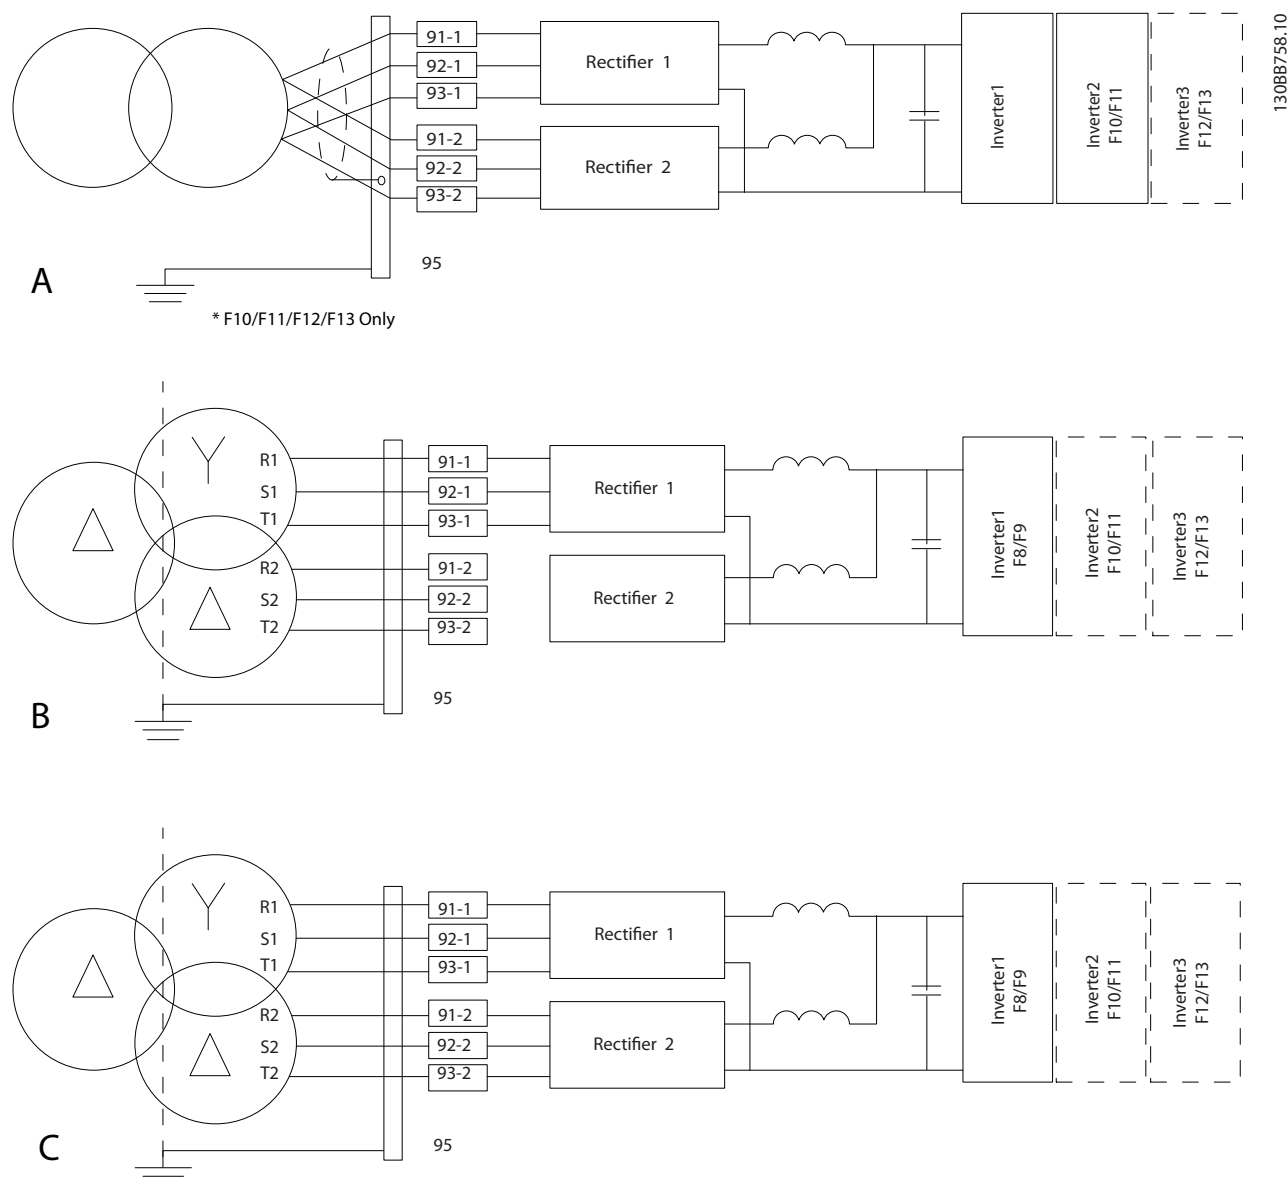 130BB758.10
91-1
92-1
93-1
91-2
92-2
93-2
95
Rectifier 1
Rectifier 2
Inverter1
Inverter2
F10/F11
Inverter3
F12/F13
A
* F10/F11/F12/F13 Only
R1
S1
T1
R2
S2
T2
91-1
92-1
93-1
91-2
92-2
93-2
95
Rectifier 1
Rectifier 2
Inverter1
F8/F9
Inverter2
F10/F11
Inverter3
F12/F13
B
R1
S1
T1
R2
S2
T2
91-1
92-1
93-1
91-2
92-2
93-2
95
Rectifier 1
Rectifier 2
Inverter1
F8/F9
Inverter2
F10/F11
Inverter3
F12/F13
C